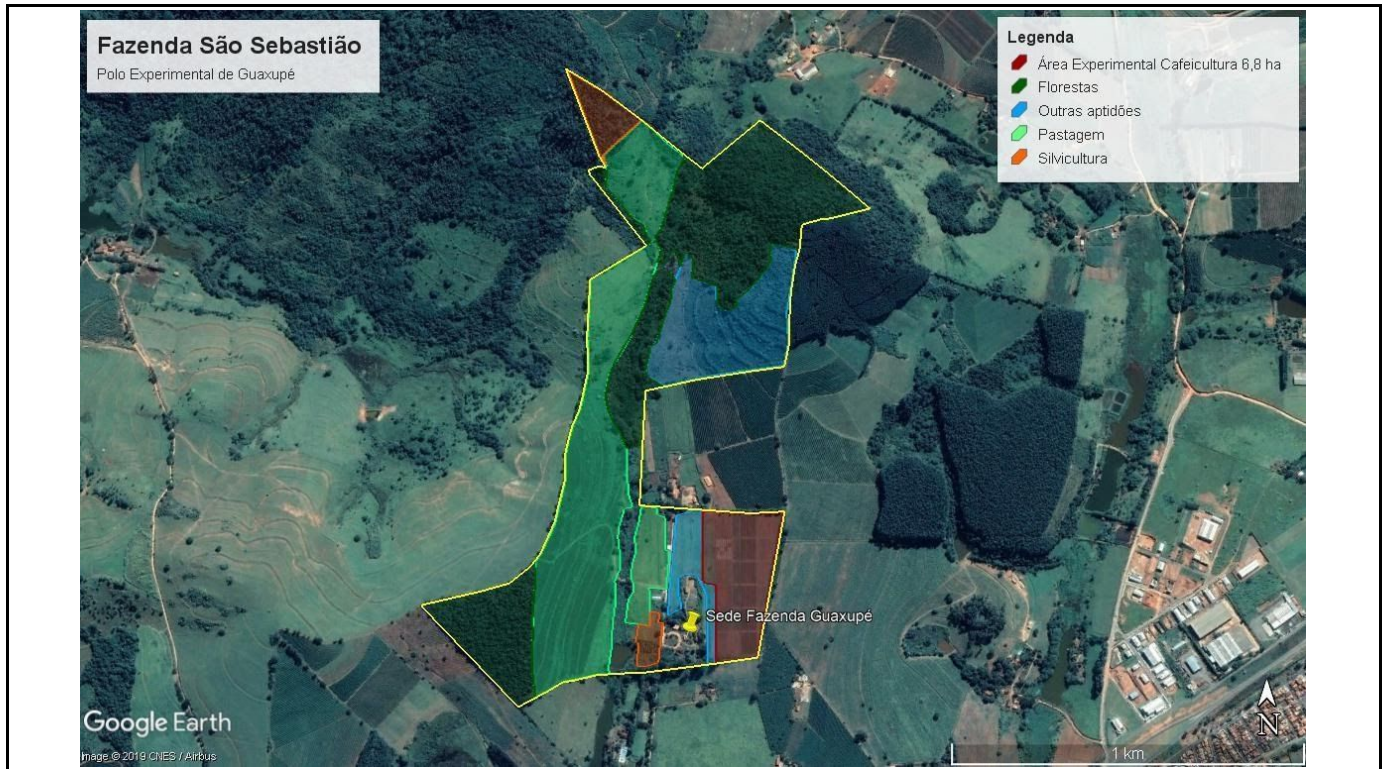 Fazenda São Sebastião
Polo Experimental de Guaxupé
Legenda
Área Experimental Cafeicultura 6,8 ha
Florestas
Outras aptidões
Pastagem
Silvicultura
Sede Fazenda Guaxupé
Google Earth
mage © 2019 CNES / Airbus
N
1 km